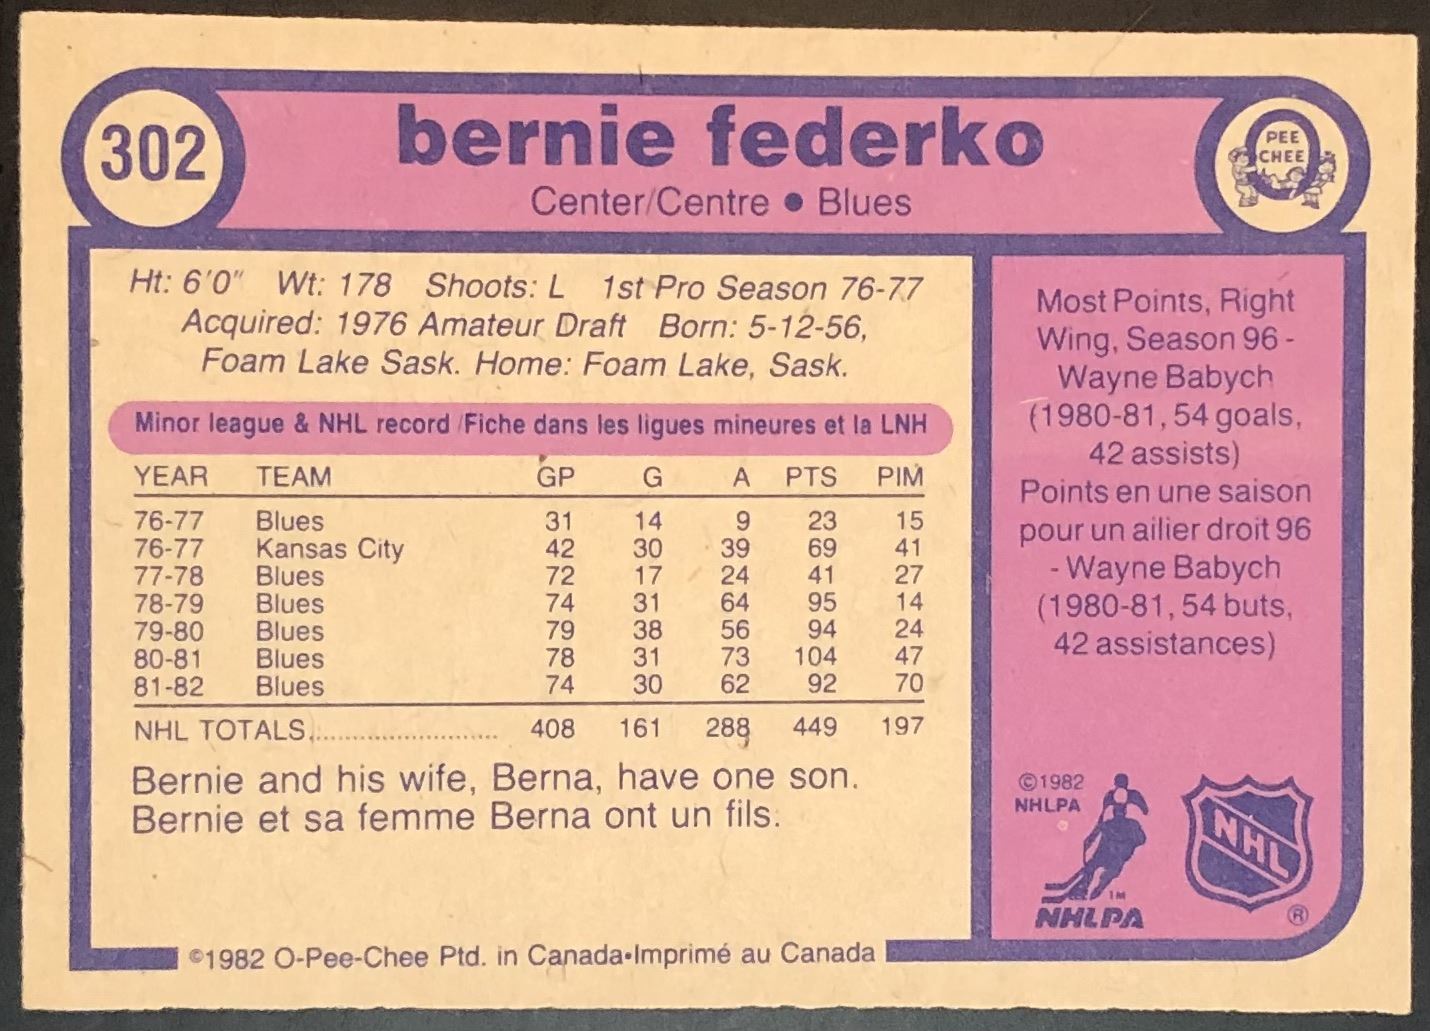 302
bernie federko
Center/Centre • Blues
PEE
CHEE
Ht: 6'0" Wt: 178 Shoots: L 1st Pro Season 76-77
Acquired: 1976 Amateur Draft Born: 5-12-56,
Foam Lake Sask. Home: Foam Lake, Sask.
Minor league & NHL record/Fiche dans les ligues mineures et la LNH
YEAR TEAM GP G A PTS PIM
76-77 Blues 31 14 9 23 15
76-77 Kansas City 42 30 39 69 41
77-78 Blues 72 17 24 41 27
78-79 Blues 74 31 64 95 14
79-80 Blues 79 38 56 94 24
80-81 Blues 78 31 73 104 47
81-82 Blues 74 30 62 92 70
NHL TOTALS.......................... 408 161 288 449 197
Bernie and his wife, Berna, have one son.
Bernie et sa femme Berna ont un fils.
Most Points, Right
Wing, Season 96 -
Wayne Babych
(1980-81, 54 goals,
42 assists)
Points en une saison
pour un ailier droit 96
- Wayne Babych
(1980-81, 54 buts,
42 assistances)
©1982
NHLPA
TM
NHLPA
NHL
®
©1982 O-Pee-Chee Ptd. in Canada•Imprimé au Canada